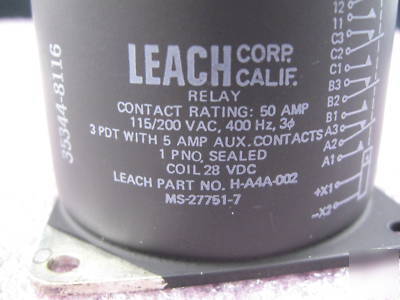 LEACH CORP. CALIF.
RELAY
CONTACT RATING: 50 AMP
115/200 VAC, 400 Hz, 3φ
3 PDT WITH 5 AMP AUX. CONTACTS
1 PNO, SEALED
COIL 28 VDC
LEACH PART NO. H-A4A-002
MS-27751-7
35344-8116
12
11
C3
C2
C1
B3
B2
B1
A3
A2
A1
+X1
-X2